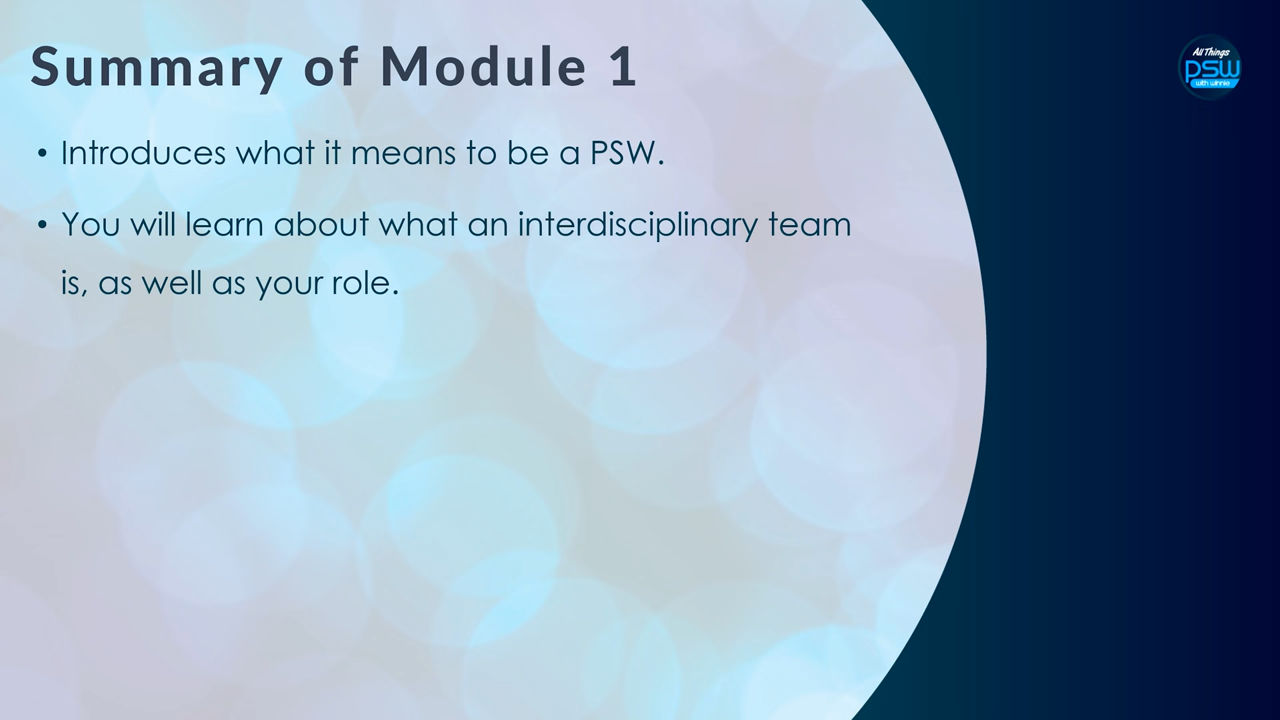 Summary of Module 1
All Things
PSW
with winnie
• Introduces what it means to be a PSW.
• You will learn about what an interdisciplinary team
is, as well as your role.